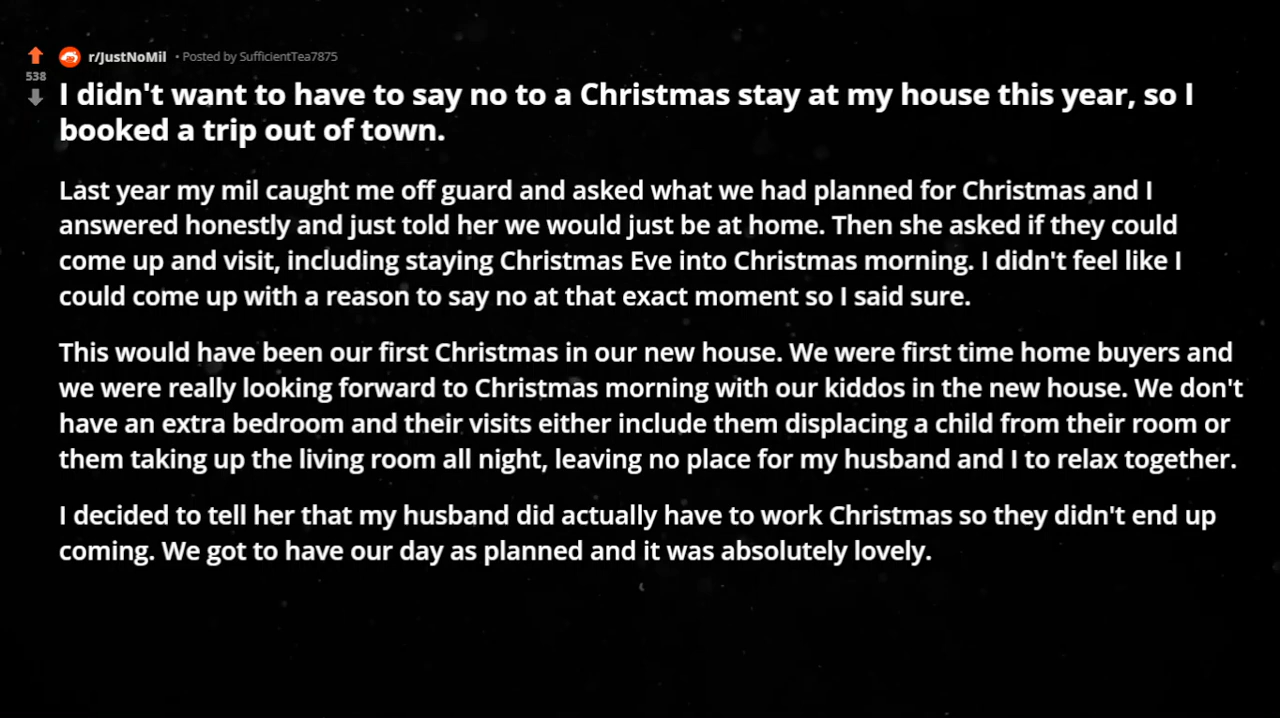 r/JustNoMil • Posted by SufficientTea7875
538
I didn't want to have to say no to a Christmas stay at my house this year, so I
booked a trip out of town.
Last year my mil caught me off guard and asked what we had planned for Christmas and I
answered honestly and just told her we would just be at home. Then she asked if they could
come up and visit, including staying Christmas Eve into Christmas morning. I didn't feel like I
could come up with a reason to say no at that exact moment so I said sure.
This would have been our first Christmas in our new house. We were first time home buyers and
we were really looking forward to Christmas morning with our kiddos in the new house. We don't
have an extra bedroom and their visits either include them displacing a child from their room or
them taking up the living room all night, leaving no place for my husband and I to relax together.
I decided to tell her that my husband did actually have to work Christmas so they didn't end up
coming. We got to have our day as planned and it was absolutely lovely.